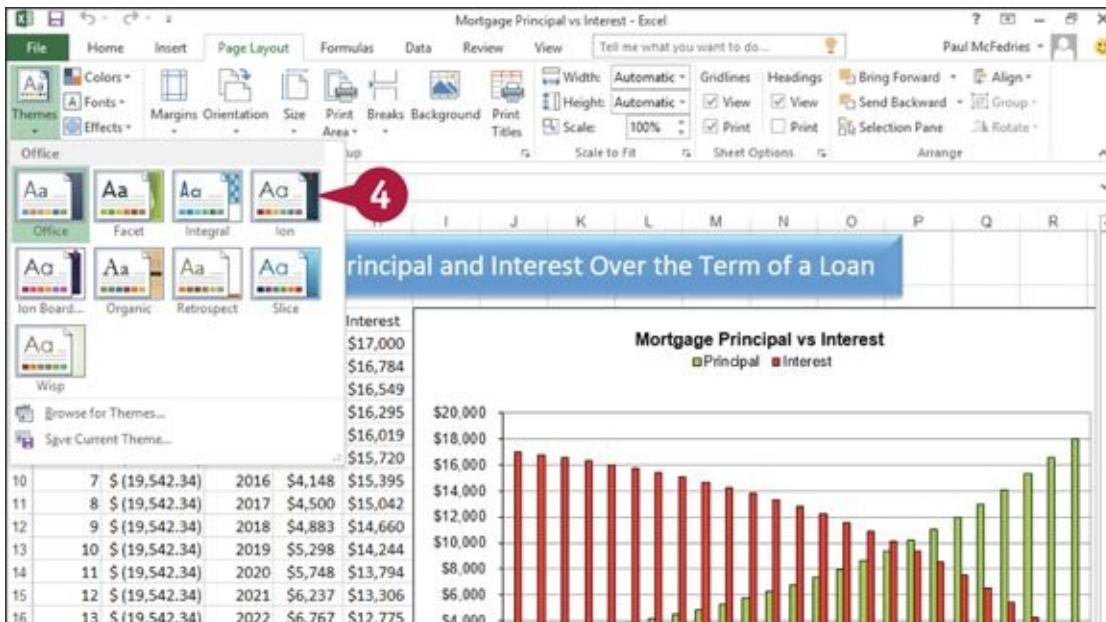 Mortgage Principal vs Interest - Excel
File Home Insert Page Layout Formulas Data Review View Tell me what you want to do... Paul McFedries
Colors Width: Automatic Gridlines Headings Bring Forward Align
Aa Fonts Height: Automatic View View Send Backward Group
Themes Effects Margins Orientation Size Print Area Breaks Background Print Titles Scale: 100% Print Print Selection Pane Rotate
up Scale to Fit Sheet Options Arrange
Office
Aa Aa Aa Aa 4
Office Facet Integral Ion
I J K L M N O P Q R
Aa Aa Aa Aa
rincipal and Interest Over the Term of a Loan
Ion Board... Organic Retrospect Slice
Aa
Wisp
Browse for Themes...
Save Current Theme...
Interest
$17,000
$16,784
$16,549
$16,295
$16,019
$15,720
10 7 $ (19,542.34) 2016 $4,148 $15,395
11 8 $ (19,542.34) 2017 $4,500 $15,042
12 9 $ (19,542.34) 2018 $4,883 $14,660
13 10 $ (19,542.34) 2019 $5,298 $14,244
14 11 $ (19,542.34) 2020 $5,748 $13,794
15 12 $ (19,542.34) 2021 $6,237 $13,306
16 13 $ (19,542.34) 2022 $6,767 $12,775
Mortgage Principal vs Interest
Principal Interest
$20,000
$18,000
$16,000
$14,000
$12,000
$10,000
$8,000
$6,000
$4,000